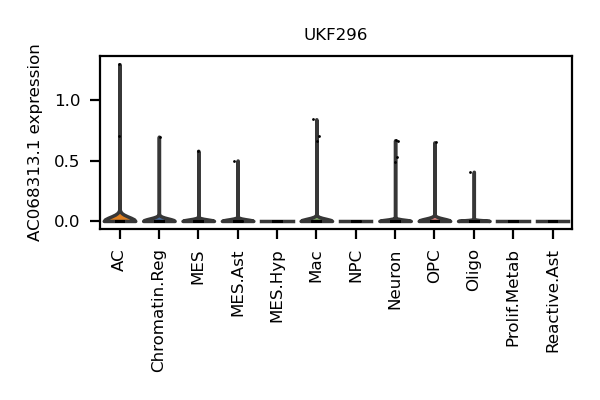 UKF296
AC068313.1 expression
1.0
0.5
0.0
AC
Chromatin.Reg
MES
MES.Ast
MES.Hyp
Mac
NPC
Neuron
OPC
Oligo
Prolif.Metab
Reactive.Ast